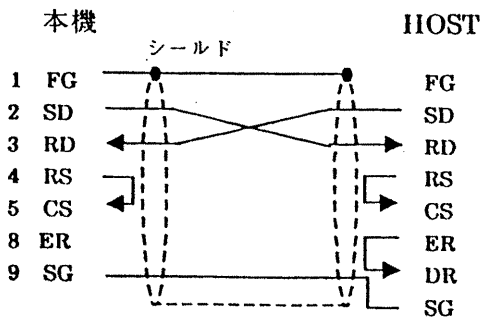 本機 HOST
シールド
1 FG FG
2 SD SD
3 RD RD
4 RS RS
5 CS CS
8 ER ER
9 SG DR
SG